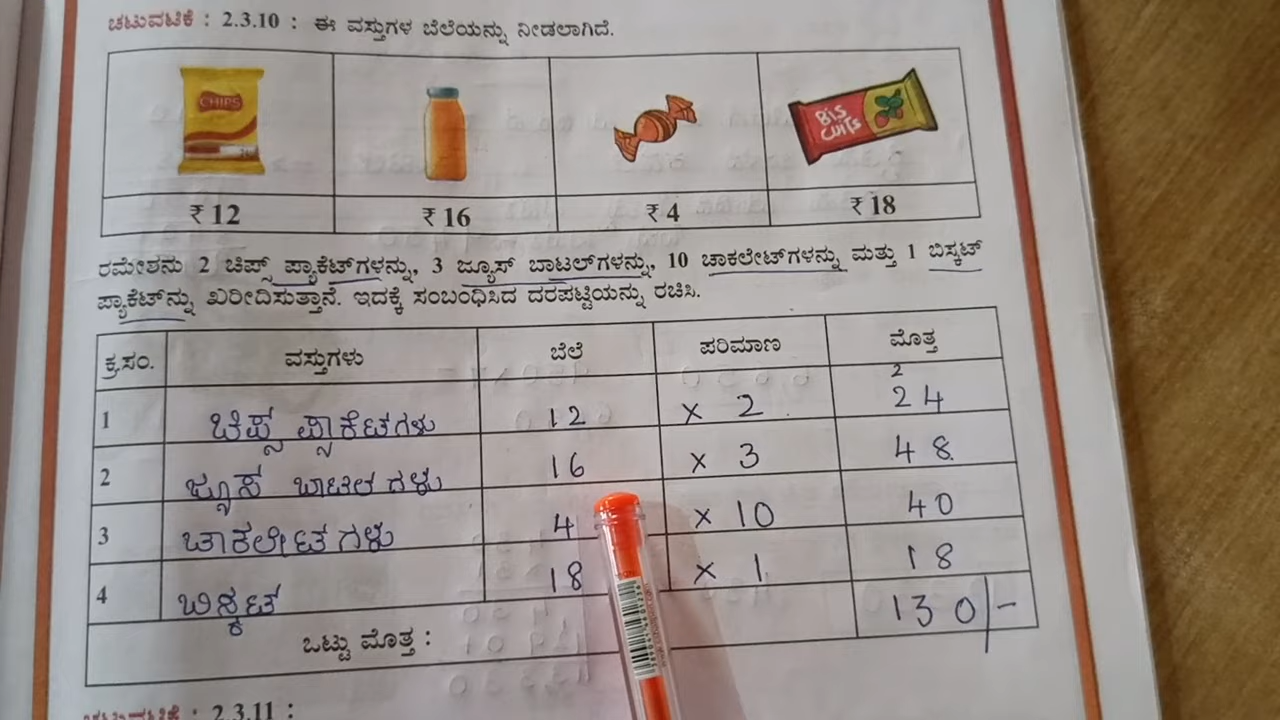 ಚಟುವಟಿಕೆ : 2.3.10 : ಈ ವಸ್ತುಗಳ ಬೆಲೆಯನ್ನು ನೀಡಲಾಗಿದೆ.
CHIPS
BIS CUITS
₹ 12 ₹ 16 ₹ 4 ₹ 18
ರಮೇಶನು 2 ಚಿಪ್ಸ್ ಪ್ಯಾಕೆಟ್‌ಗಳನ್ನು, 3 ಜ್ಯೂಸ್ ಬಾಟಲ್‌ಗಳನ್ನು, 10 ಚಾಕಲೇಟ್‌ಗಳನ್ನು ಮತ್ತು 1 ಬಿಸ್ಕಟ್
ಪ್ಯಾಕೆಟ್‌ನ್ನು ಖರೀದಿಸುತ್ತಾನೆ. ಇದಕ್ಕೆ ಸಂಬಂಧಿಸಿದ ದರಪಟ್ಟಿಯನ್ನು ರಚಿಸಿ.
ಕ್ರ.ಸಂ. ವಸ್ತುಗಳು ಬೆಲೆ ಪರಿಮಾಣ ಮೊತ್ತ
1 ಚಿಪ್ಸ್ ಪ್ಯಾಕೆಟಗಳು 12 x 2 24
2 ಜ್ಯೂಸ ಬಾಟಲ ಗಳು 16 x 3 48
3 ಚಾಕಲೇಟ ಗಳು 4 x 10 40
4 ಬಿಸ್ಕಟ 18 x 1 18
ಒಟ್ಟು ಮೊತ್ತ : 130/-
ಚಟುವಟಿಕೆ : 2.3.11 :